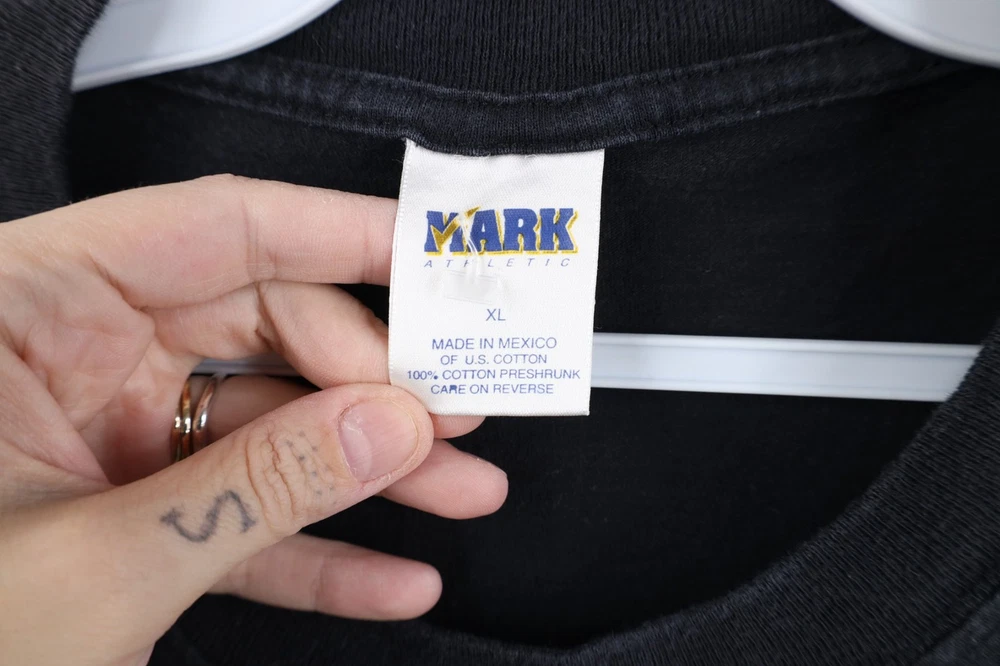 MARK
ATHLETIC
XL
MADE IN MEXICO
OF U.S. COTTON
100% COTTON PRESHRUNK
CARE ON REVERSE
S